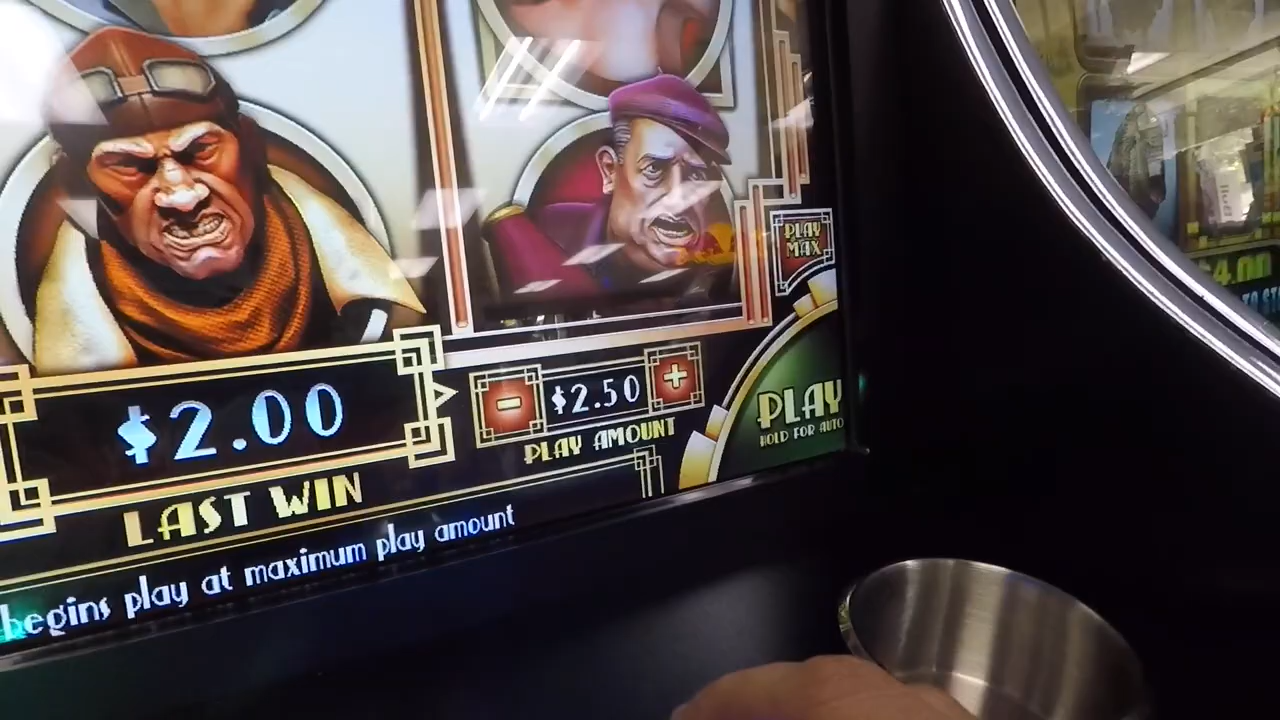 PLAY
MAX
$2.00
LAST WIN
- $2.50 +
PLAY AMOUNT
PLAY
HOLD FOR AUTO
begins play at maximum play amount
$4.00